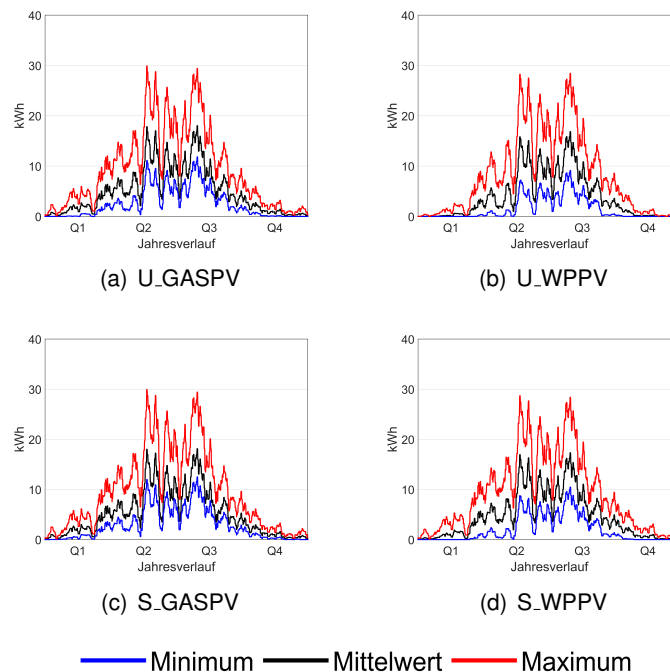 40
30
20
10
0
kWh
Q1 Q2 Q3 Q4
Jahresverlauf
(a) U_GASPV
40
30
20
10
0
kWh
Q1 Q2 Q3 Q4
Jahresverlauf
(b) U_WPPV
40
30
20
10
0
kWh
Q1 Q2 Q3 Q4
Jahresverlauf
(c) S_GASPV
40
30
20
10
0
kWh
Q1 Q2 Q3 Q4
Jahresverlauf
(d) S_WPPV
Minimum Mittelwert Maximum